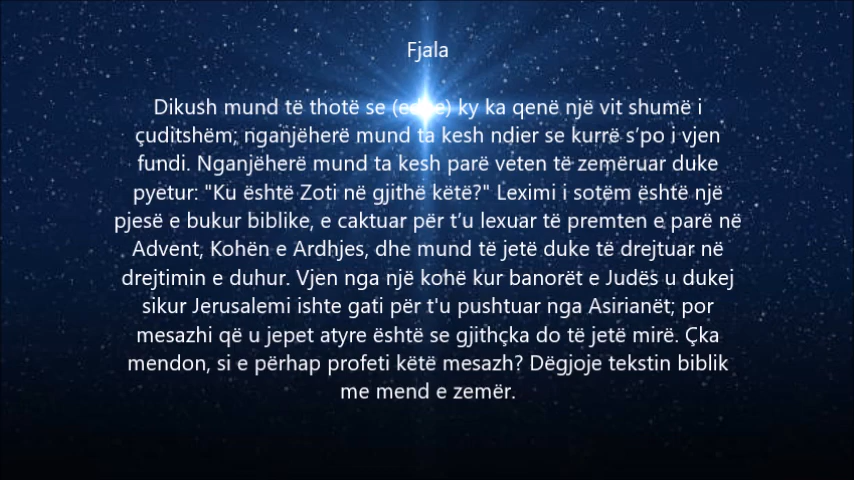 Fjala
Dikush mund të thotë se (edhe) ky ka qenë një vit shumë i
çuditshëm; nganjëherë mund ta kesh ndier se kurrë s’po i vjen
fundi. Nganjëherë mund ta kesh parë veten të zemëruar duke
pyetur: "Ku është Zoti në gjithë këtë?" Leximi i sotëm është një
pjesë e bukur biblike, e caktuar për t’u lexuar të premten e parë në
Advent, Kohën e Ardhjes, dhe mund të jetë duke të drejtuar në
drejtimin e duhur. Vjen nga një kohë kur banorët e Judës u dukej
sikur Jerusalemi ishte gati për t'u pushtuar nga Asirianët; por
mesazhi që u jepet atyre është se gjithçka do të jetë mirë. Çka
mendon, si e përhap profeti këtë mesazh? Dëgjoje tekstin biblik
me mend e zemër.